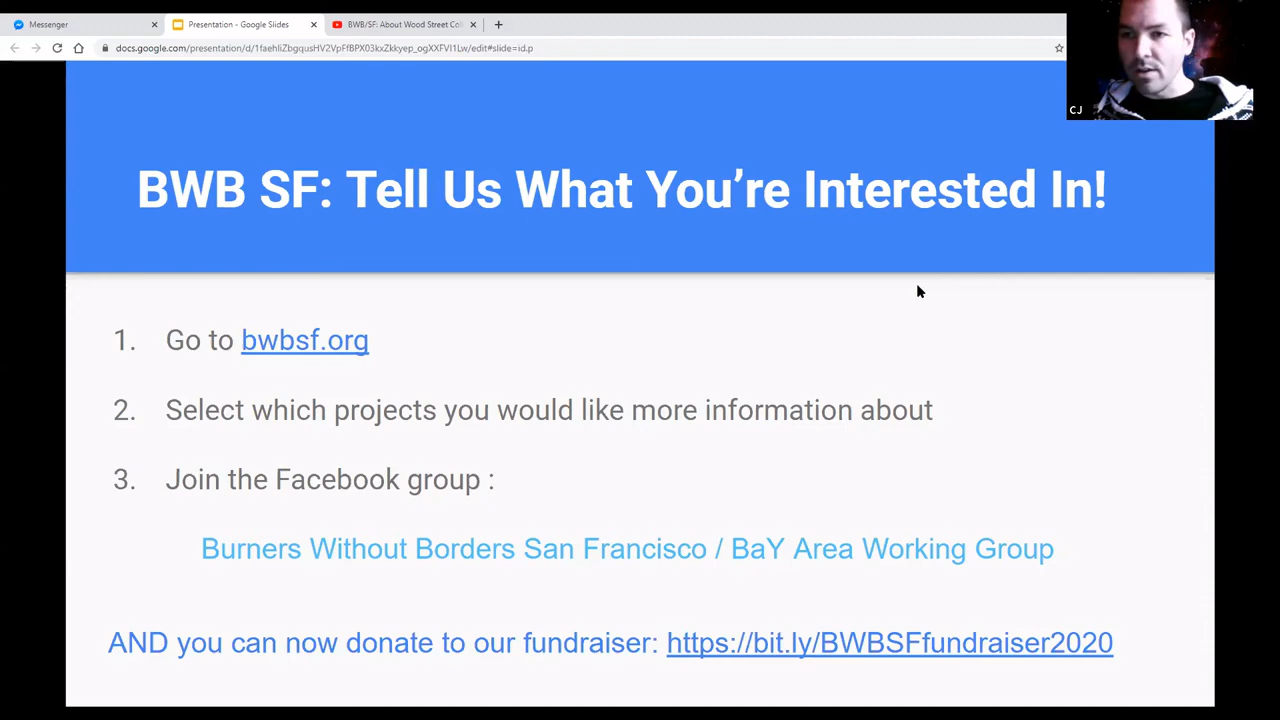 Messenger
Presentation - Google Slides
BWB/SF: About Wood Street Col
docs.google.com/presentation/d/1faehIiZbgqusHV2VpFfBPX03kxZkkyep_ogXXFVI1Lw/edit#slide=id.p
CJ
BWB SF: Tell Us What You’re Interested In!
1. Go to bwbsf.org
2. Select which projects you would like more information about
3. Join the Facebook group :
Burners Without Borders San Francisco / BaY Area Working Group
AND you can now donate to our fundraiser: https://bit.ly/BWBSFfundraiser2020